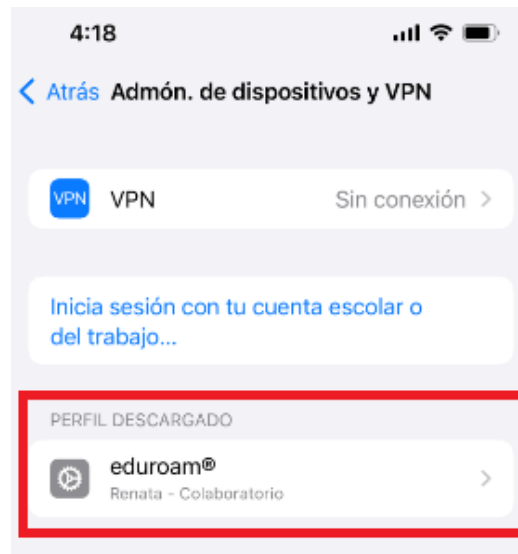 4:18
Atrás Admón. de dispositivos y VPN
VPN VPN Sin conexión
Inicia sesión con tu cuenta escolar o
del trabajo...
PERFIL DESCARGADO
eduroam®
Renata - Colaboratorio